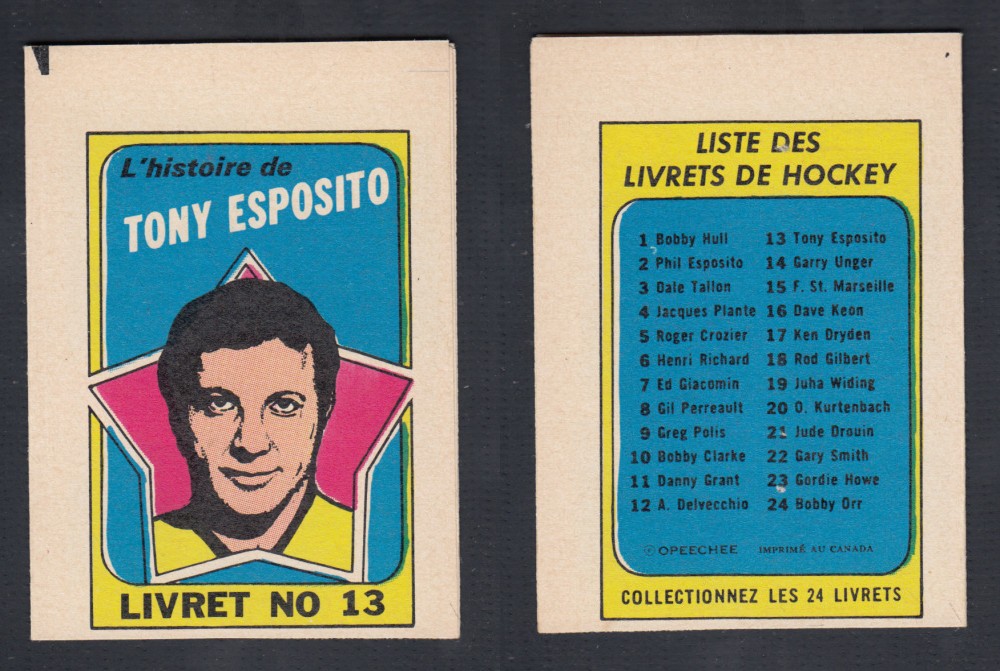 L'histoire de
TONY ESPOSITO
LIVRET NO 13
LISTE DES
LIVRETS DE HOCKEY
1 Bobby Hull
2 Phil Esposito
3 Dale Tallon
4 Jacques Plante
5 Roger Crozier
6 Henri Richard
7 Ed Giacomin
8 Gil Perreault
9 Greg Polis
10 Bobby Clarke
11 Danny Grant
12 A. Delvecchio
13 Tony Esposito
14 Garry Unger
15 F. St. Marseille
16 Dave Keon
17 Ken Dryden
18 Rod Gilbert
19 Juha Widing
20 O. Kurtenbach
21 Jude Drouin
22 Gary Smith
23 Gordie Howe
24 Bobby Orr
OPEECHEE IMPRIMÉ AU CANADA
COLLECTIONNEZ LES 24 LIVRETS